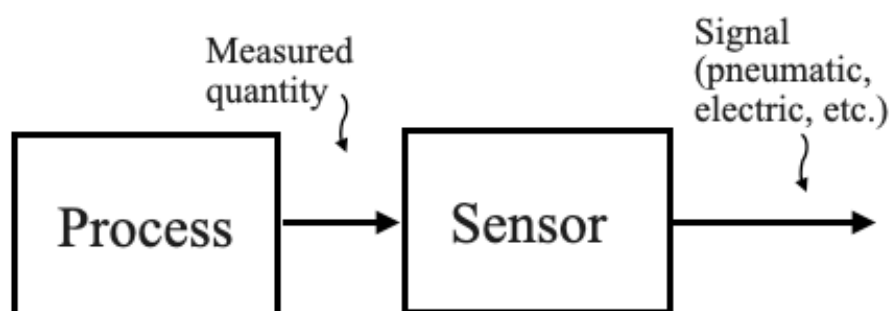 Measured
quantity
Signal
(pneumatic,
electric, etc.)
Process
Sensor